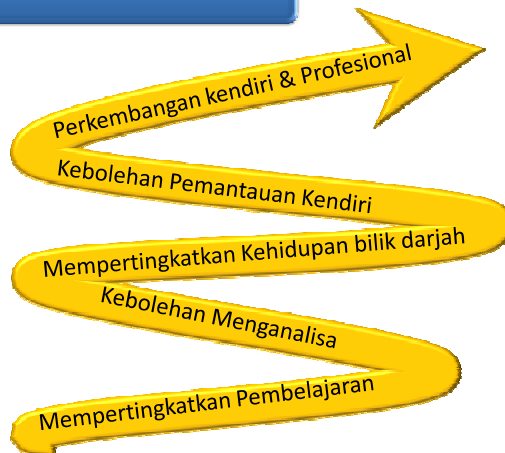 Perkembangan kendiri & Profesional
Kebolehan Pemantauan Kendiri
Mempertingkatkan Kehidupan bilik darjah
Kebolehan Menganalisa
Mempertingkatkan Pembelajaran